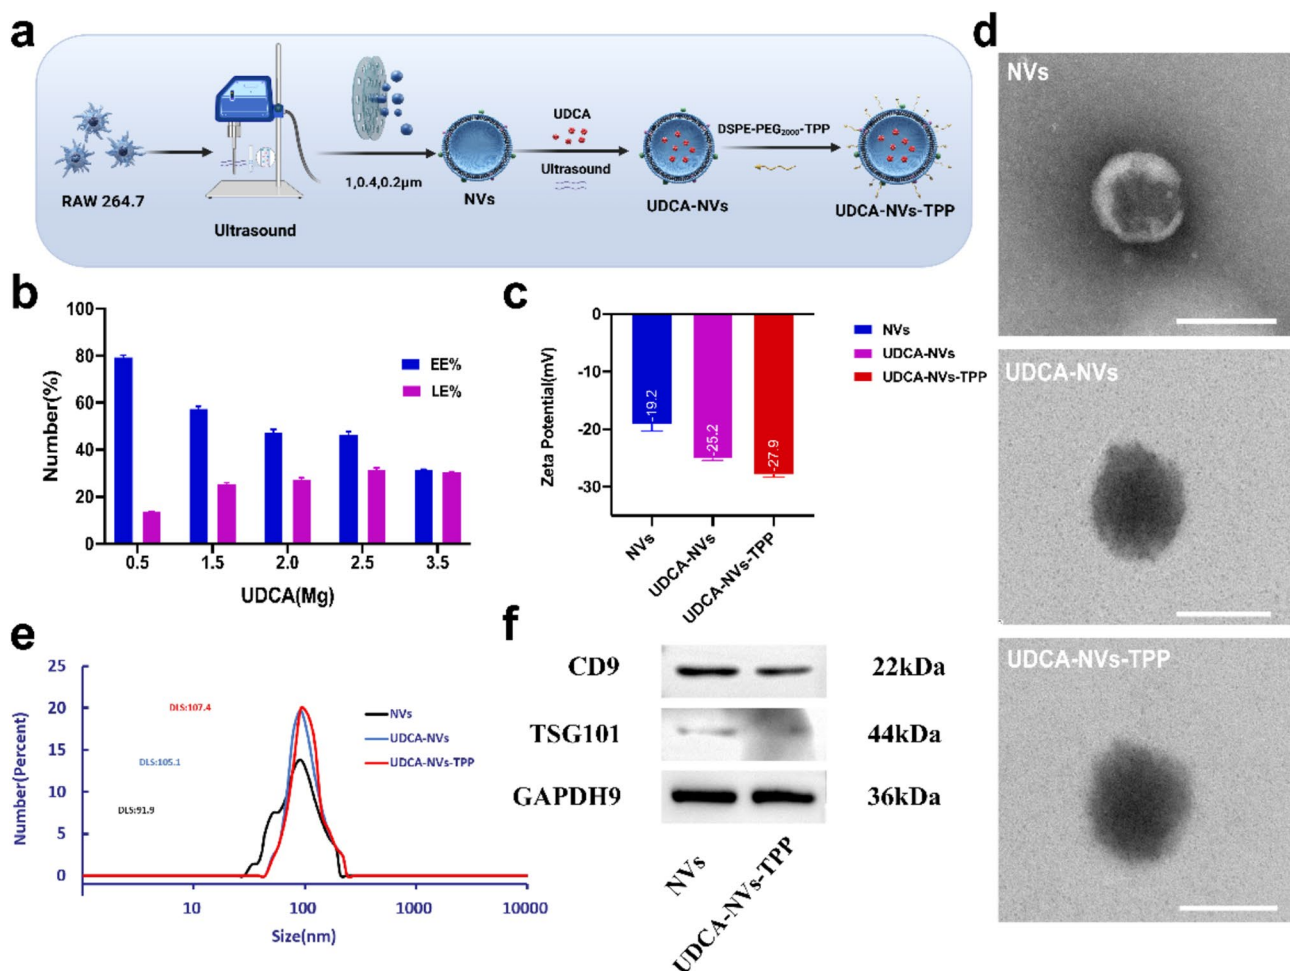 a
RAW 264.7
Ultrasound
1,0.4,0.2μm
NVs
UDCA
Ultrasound
UDCA-NVs
DSPE-PEG2000-TPP
UDCA-NVs-TPP
b
Number(%)
100
80
60
40
20
0
EE%
LE%
0.5
1.5
2.0
2.5
3.5
UDCA(Mg)
c
Zeta Potential(mV)
0
-10
-20
-30
-19.2
-25.2
-27.9
NVs
UDCA-NVs
UDCA-NVs-TPP
NVs
UDCA-NVs
UDCA-NVs-TPP
d
NVs
UDCA-NVs
UDCA-NVs-TPP
e
Number(Percent)
25
20
15
10
5
0
DLS:107.4
DLS:105.1
DLS:91.9
NVs
UDCA-NVs
UDCA-NVs-TPP
10
100
1000
10000
Size(nm)
f
CD9
22kDa
TSG101
44kDa
GAPDH9
36kDa
NVs
UDCA-NVs-TPP